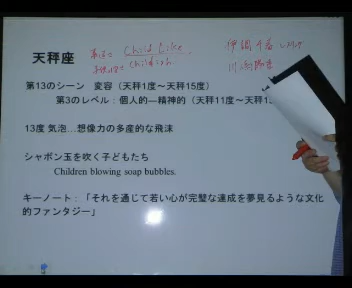 天秤座
Child Like
第13のシーン 変容（天秤1度～天秤15度）
第3のレベル：個人的―精神的（天秤11度～天秤1
13度 気泡…想像力の多産的な飛沫
シャボン玉を吹く子どもたち
Children blowing soap bubbles.
キーノート：「それを通じて若い心が完璧な達成を夢見るような文化
的ファンタジー」